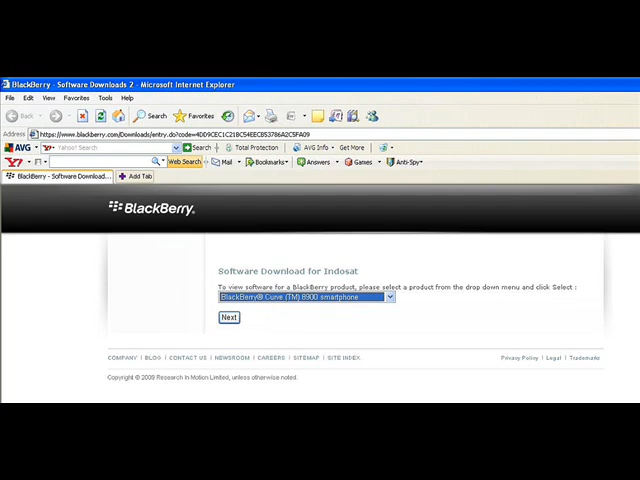 BlackBerry - Software Downloads 2 - Microsoft Internet Explorer
File Edit View Favorites Tools Help
Back Search Favorites
Address https://www.blackberry.com/Downloads/entry.do?code=4DD9CEC1C21BC54EECB53786A2C5FA09
AVG Yahoo! Search Search Total Protection AVG Info Get More
Y! Web Search Mail Bookmarks Answers Games Anti-Spy
BlackBerry - Software Download... Add Tab
BlackBerry.
Software Download for Indosat
To view software for a BlackBerry product, please select a product from the drop down menu and click Select :
BlackBerry® Curve (TM) 8900 smartphone
Next
COMPANY | BLOG | CONTACT US | NEWSROOM | CAREERS | SITEMAP | SITE INDEX
Privacy Policy | Legal | Trademarks
Copyright © 2009 Research In Motion Limited, unless otherwise noted.